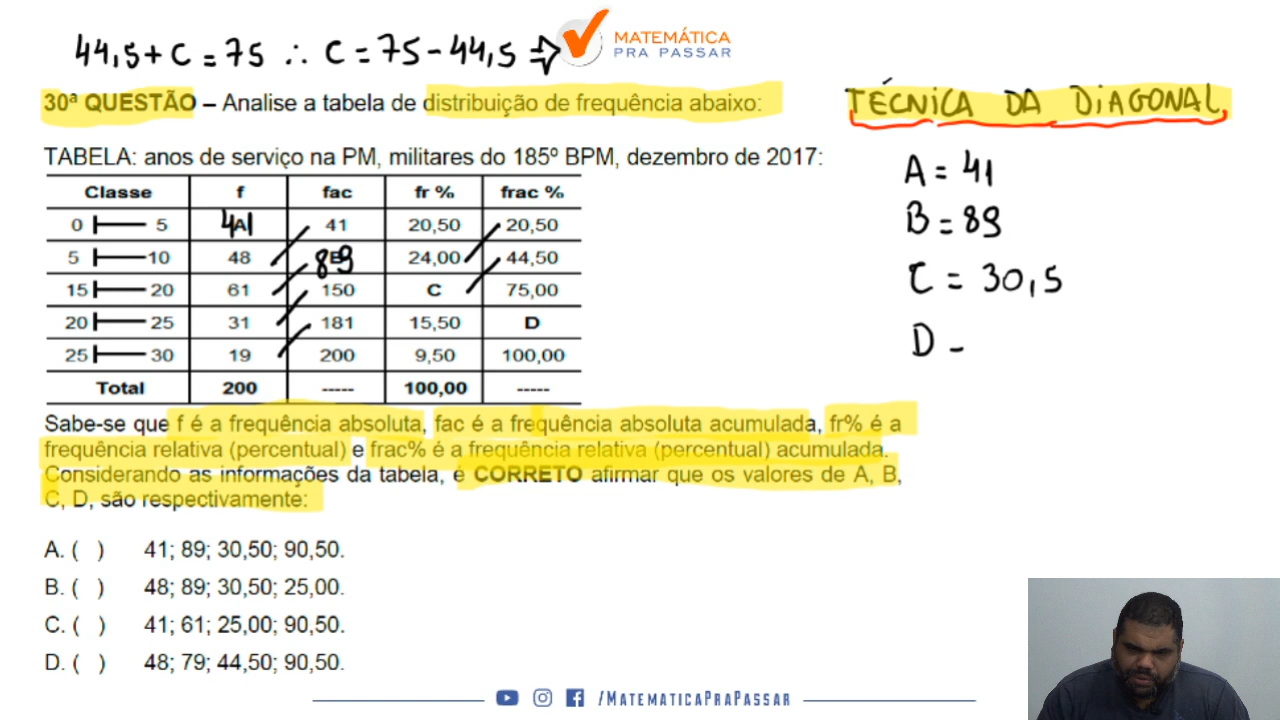 44,5 + C = 75 ∴ C = 75 - 44,5 ⇒
MATEMÁTICA
PRA PASSAR
30ª QUESTÃO – Analise a tabela de distribuição de frequência abaixo:
TÉCNICA DA DIAGONAL
TABELA: anos de serviço na PM, militares do 185º BPM, dezembro de 2017:
A = 41
B = 89
C = 30,5
D -
Classe f fac fr % frac %
0 5 41 41 20,50 20,50
5 10 48 89 24,00 44,50
15 20 61 150 C 75,00
20 25 31 181 15,50 D
25 30 19 200 9,50 100,00
Total 200 ----- 100,00 -----
Sabe-se que f é a frequência absoluta, fac é a frequência absoluta acumulada, fr% é a
frequência relativa (percentual) e frac% é a frequência relativa (percentual) acumulada.
Considerando as informações da tabela, é CORRETO afirmar que os valores de A, B,
C, D, são respectivamente:
A. ( ) 41; 89; 30,50; 90,50.
B. ( ) 48; 89; 30,50; 25,00.
C. ( ) 41; 61; 25,00; 90,50.
D. ( ) 48; 79; 44,50; 90,50.
/MATEMATICAPRAPASSAR